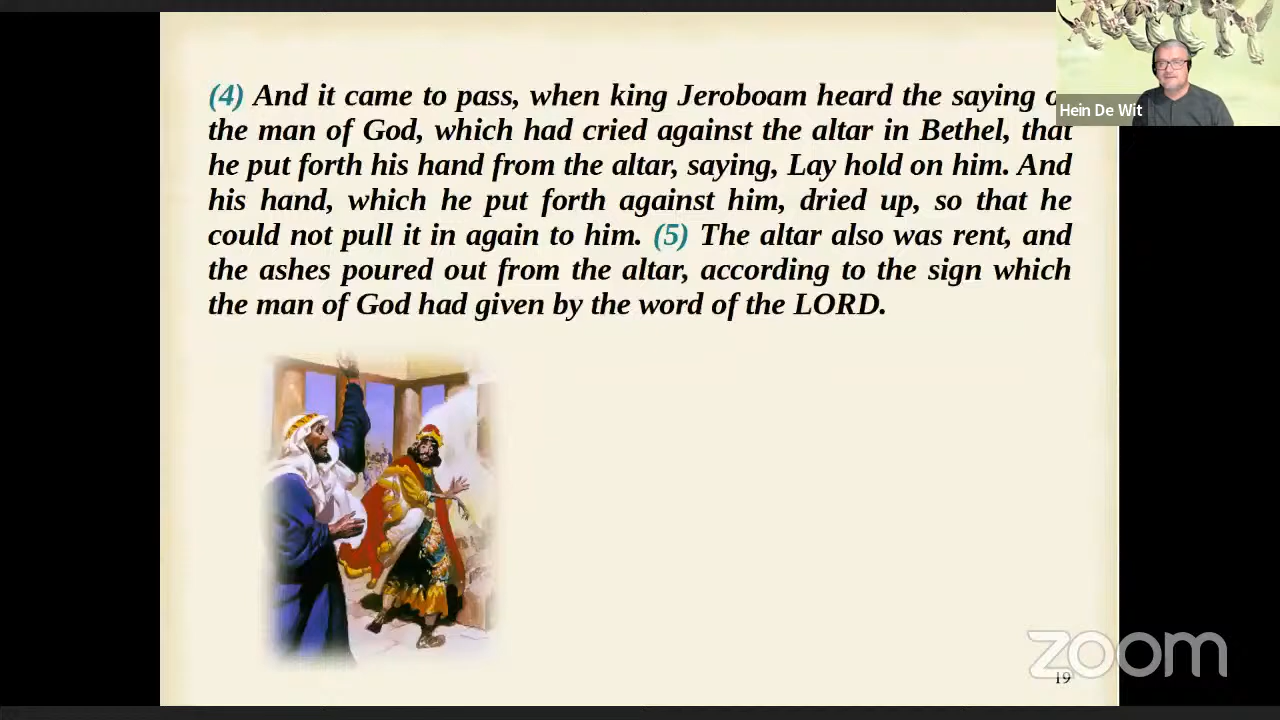 (4) And it came to pass, when king Jeroboam heard the saying
the man of God, which had cried against the altar in Bethel, that
he put forth his hand from the altar, saying, Lay hold on him. And
his hand, which he put forth against him, dried up, so that he
could not pull it in again to him. (5) The altar also was rent, and
the ashes poured out from the altar, according to the sign which
the man of God had given by the word of the LORD.
Hein De Wit
zoom
19